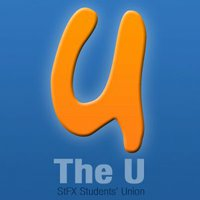 u
The U
StFX Students' Union